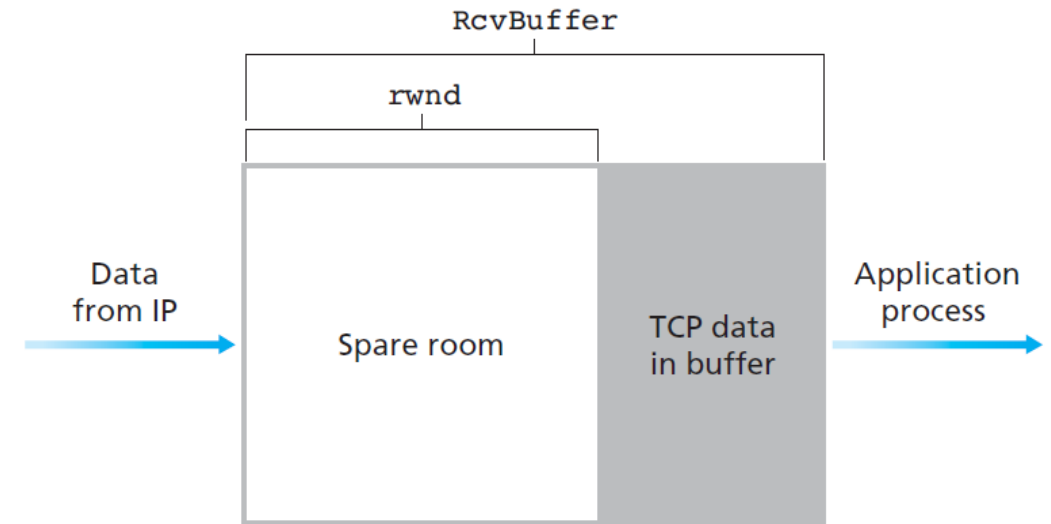 RcvBuffer
rwnd
Data
from IP
Spare room
TCP data
in buffer
Application
process